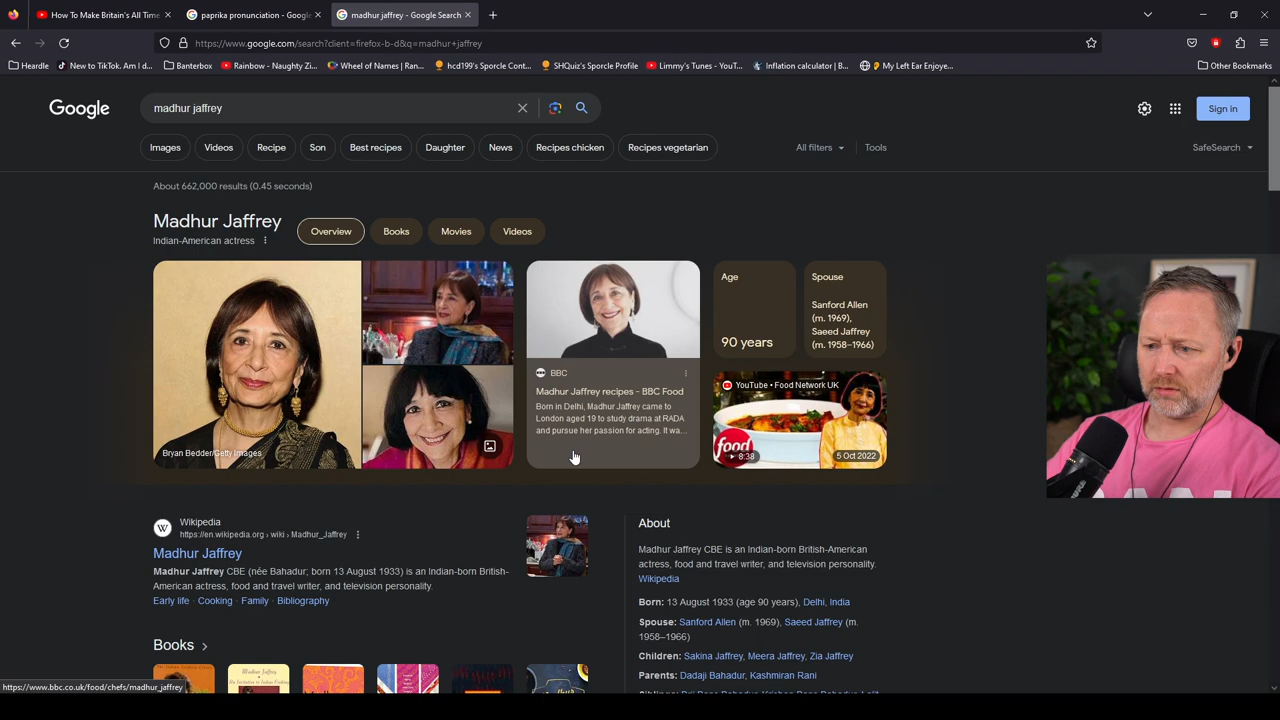 How To Make Britain's All Time
paprika pronunciation - Google
madhur jaffrey - Google Search
https://www.google.com/search?client=firefox-b-d&q=madhur+jaffrey
Heardle
New to TikTok. Am I d...
Banterbox
Rainbow - Naughty Zi...
Wheel of Names | Ran...
hcd199's Sporcle Cont...
SHQuiz's Sporcle Profile
Limmy's Tunes - YouT...
Inflation calculator | B...
My Left Ear Enjoye...
Other Bookmarks
Google
madhur jaffrey
Sign in
Images
Videos
Recipe
Son
Best recipes
Daughter
News
Recipes chicken
Recipes vegetarian
All filters
Tools
SafeSearch
About 662,000 results (0.45 seconds)
Madhur Jaffrey
Indian-American actress
Overview
Books
Movies
Videos
Bryan Bedder/Getty Images
BBC
Madhur Jaffrey recipes - BBC Food
Born in Delhi, Madhur Jaffrey came to
London aged 19 to study drama at RADA
and pursue her passion for acting. It wa...
Age
90 years
Spouse
Sanford Allen
(m. 1969),
Saeed Jaffrey
(m. 1958–1966)
YouTube • Food Network UK
food
8:38
5 Oct 2022
W
Wikipedia
https://en.wikipedia.org › wiki › Madhur_Jaffrey
Madhur Jaffrey
Madhur Jaffrey CBE (née Bahadur; born 13 August 1933) is an Indian-born British-
American actress, food and travel writer, and television personality.
Early life · Cooking · Family · Bibliography
Books
About
Madhur Jaffrey CBE is an Indian-born British-American
actress, food and travel writer, and television personality.
Wikipedia
Born: 13 August 1933 (age 90 years), Delhi, India
Spouse: Sanford Allen (m. 1969), Saeed Jaffrey (m.
1958–1966)
Children: Sakina Jaffrey, Meera Jaffrey, Zia Jaffrey
Parents: Dadaji Bahadur, Kashmiran Rani
https://www.bbc.co.uk/food/chefs/madhur_jaffrey